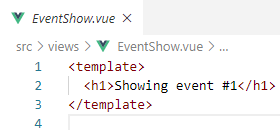 EventShow.vue ×
src > views > EventShow.vue > ...
1 <template>
2 <h1>Showing event #1</h1>
3 </template>
4